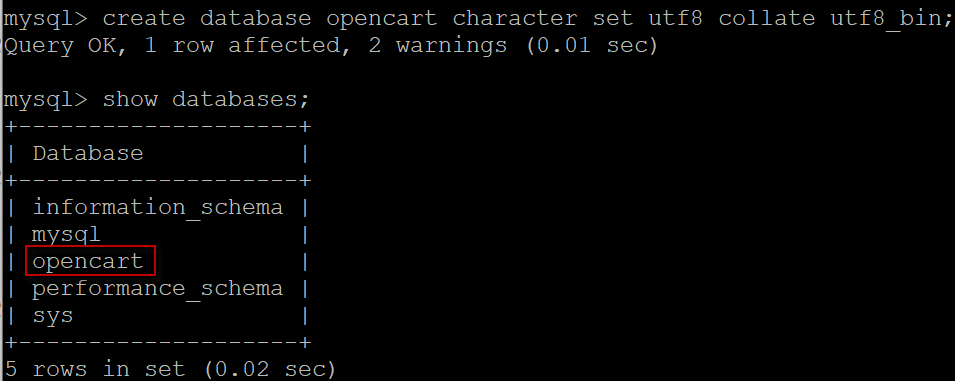 mysql> create database opencart character set utf8 collate utf8_bin;
Query OK, 1 row affected, 2 warnings (0.01 sec)

mysql> show databases;
+--------------------+
| Database           |
+--------------------+
| information_schema |
| mysql              |
| opencart           |
| performance_schema |
| sys                |
+--------------------+
5 rows in set (0.02 sec)